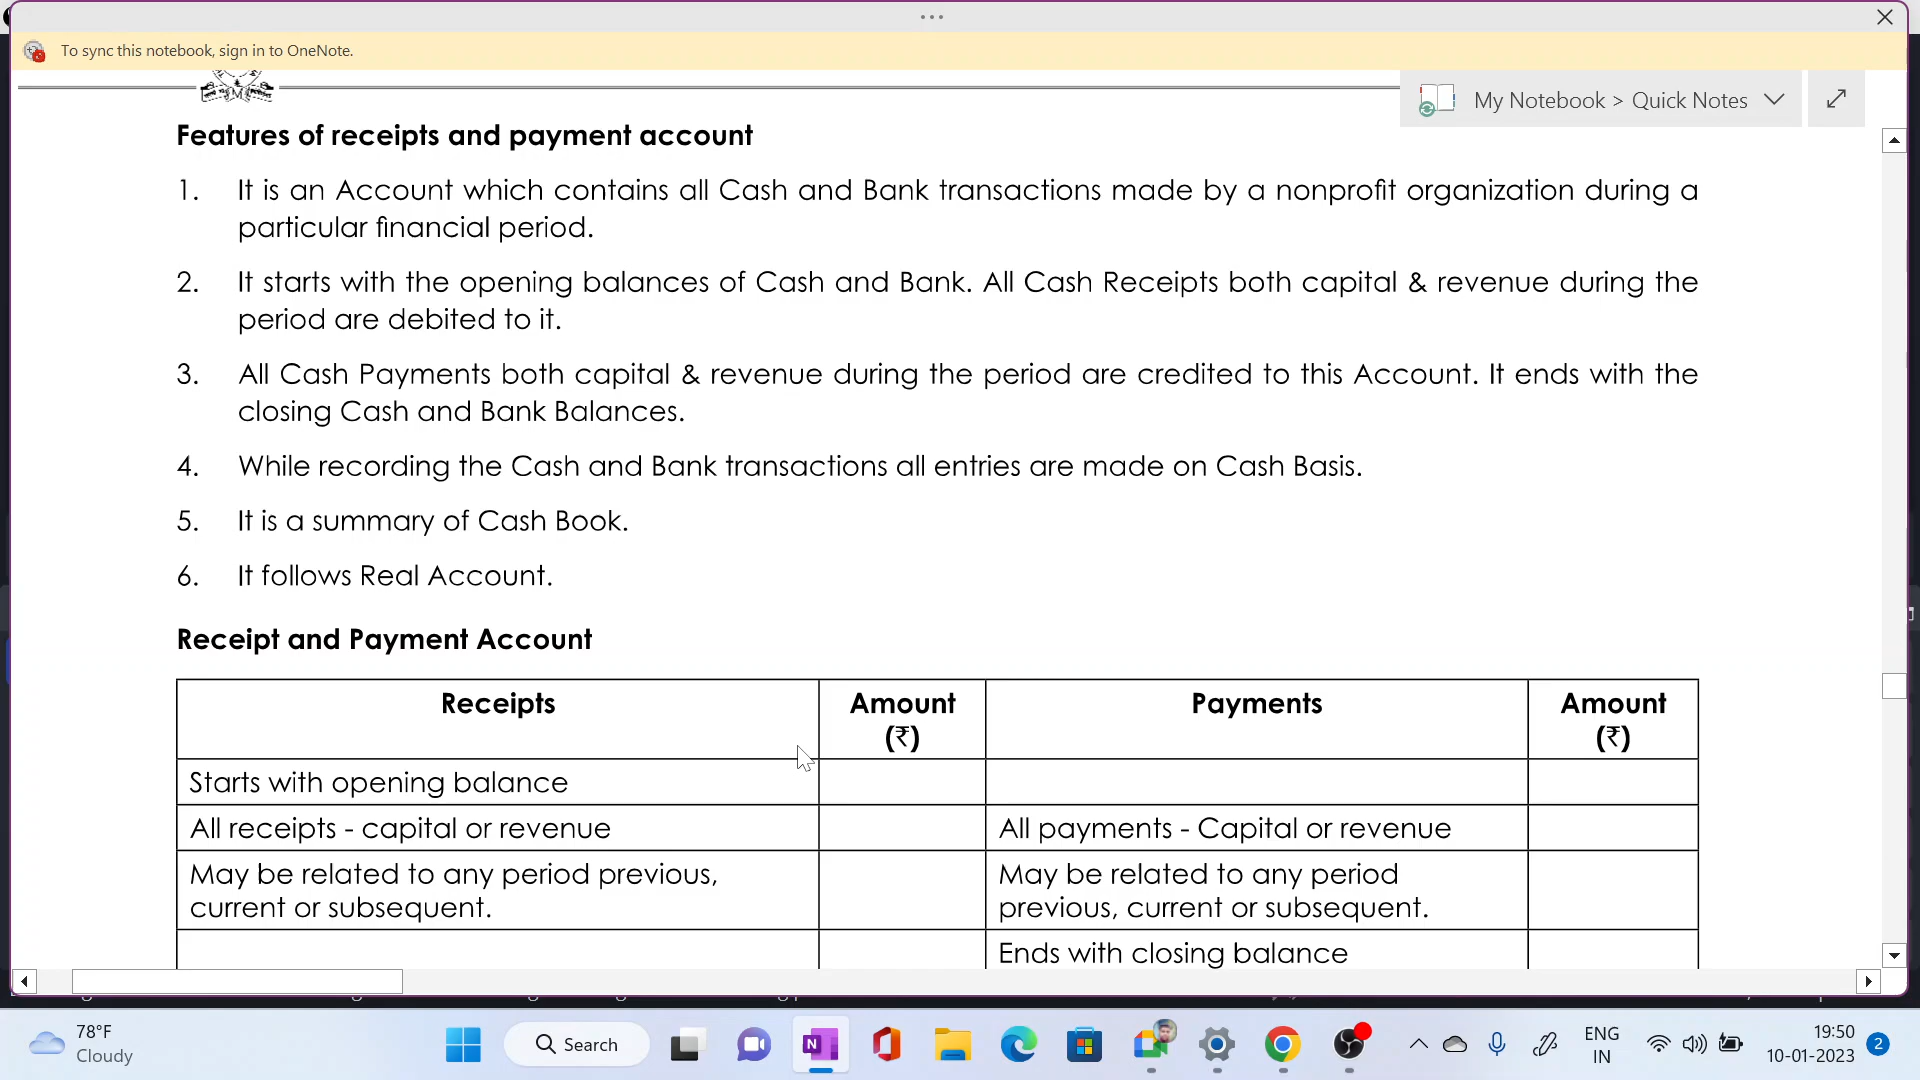 To sync this notebook, sign in to OneNote.
My Notebook > Quick Notes
Features of receipts and payment account
1. It is an Account which contains all Cash and Bank transactions made by a nonprofit organization during a
particular financial period.
2. It starts with the opening balances of Cash and Bank. All Cash Receipts both capital & revenue during the
period are debited to it.
3. All Cash Payments both capital & revenue during the period are credited to this Account. It ends with the
closing Cash and Bank Balances.
4. While recording the Cash and Bank transactions all entries are made on Cash Basis.
5. It is a summary of Cash Book.
6. It follows Real Account.
Receipt and Payment Account
Receipts Amount Payments Amount
(₹) (₹)
Starts with opening balance
All receipts - capital or revenue All payments - Capital or revenue
May be related to any period previous, May be related to any period
current or subsequent. previous, current or subsequent.
Ends with closing balance
78°F
Cloudy
Search
ENG
IN
19:50
10-01-2023
2